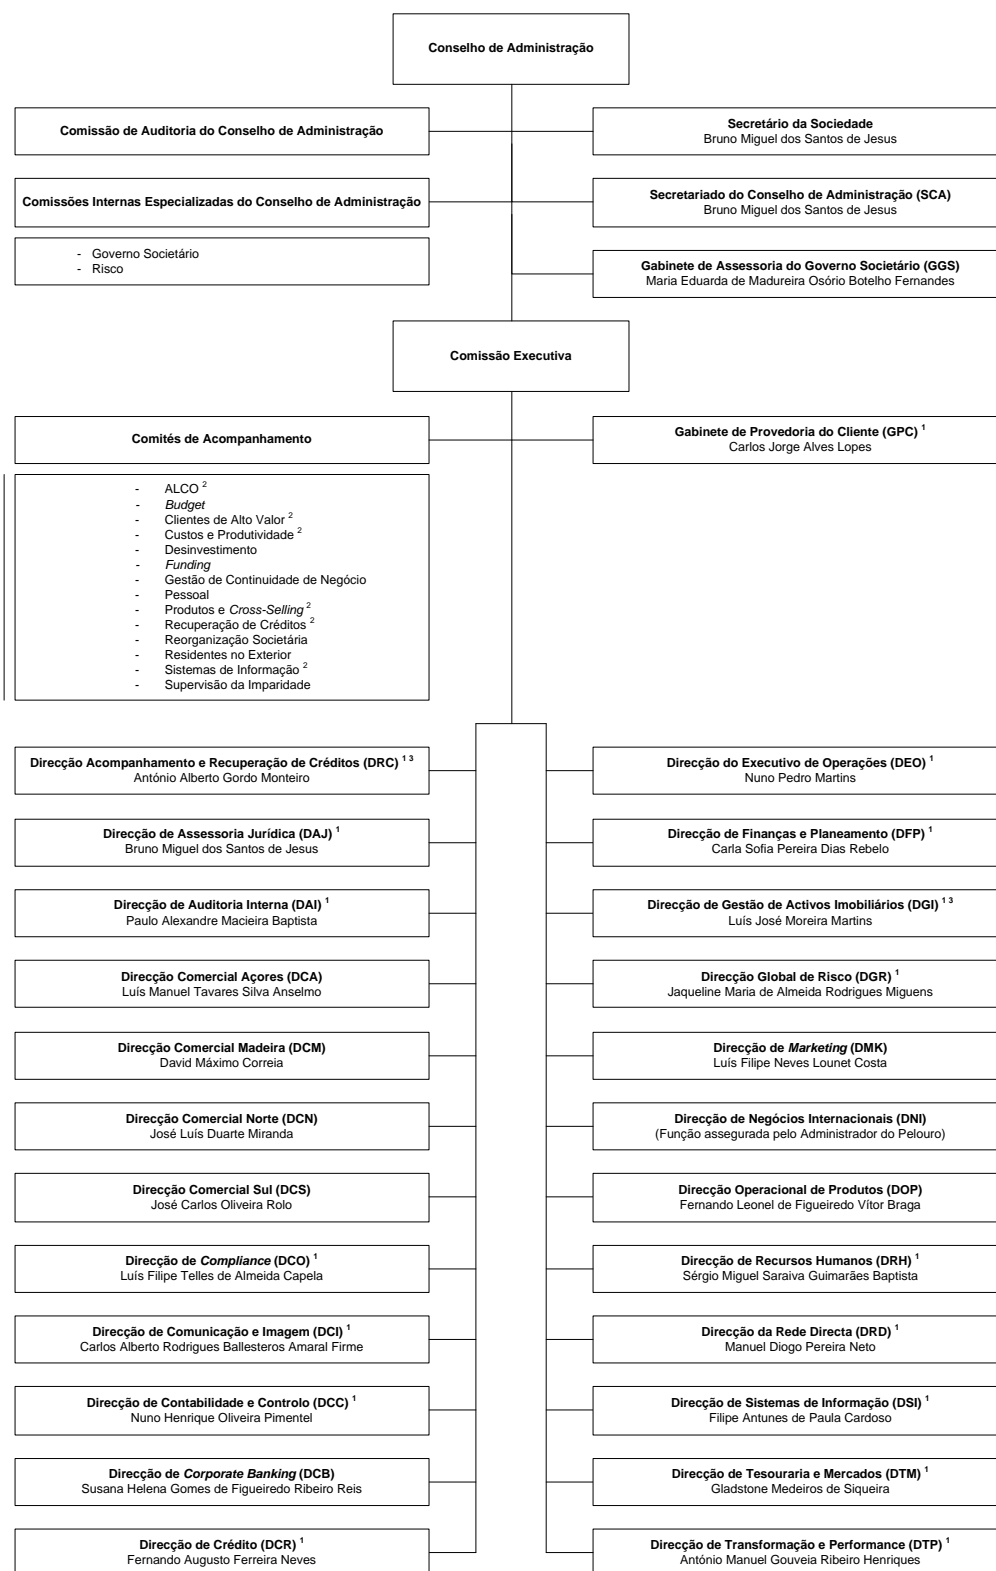 Conselho de Administração
Comissão de Auditoria do Conselho de Administração
Secretário da Sociedade
Bruno Miguel dos Santos de Jesus
Comissões Internas Especializadas do Conselho de Administração
Secretariado do Conselho de Administração (SCA)
Bruno Miguel dos Santos de Jesus
- Governo Societário
- Risco
Gabinete de Assessoria do Governo Societário (GGS)
Maria Eduarda de Madureira Osório Botelho Fernandes
Comissão Executiva
Comités de Acompanhamento
Gabinete de Provedoria do Cliente (GPC) 1
Carlos Jorge Alves Lopes
- ALCO 2
- Budget
- Clientes de Alto Valor 2
- Custos e Produtividade 2
- Desinvestimento
- Funding
- Gestão de Continuidade de Negócio
- Pessoal
- Produtos e Cross-Selling 2
- Recuperação de Créditos 2
- Reorganização Societária
- Residentes no Exterior
- Sistemas de Informação 2
- Supervisão da Imparidade
Direcção Acompanhamento e Recuperação de Créditos (DRC) 1 3
António Alberto Gordo Monteiro
Direcção do Executivo de Operações (DEO) 1
Nuno Pedro Martins
Direcção de Assessoria Jurídica (DAJ) 1
Bruno Miguel dos Santos de Jesus
Direcção de Finanças e Planeamento (DFP) 1
Carla Sofia Pereira Dias Rebelo
Direcção de Auditoria Interna (DAI) 1
Paulo Alexandre Macieira Baptista
Direcção de Gestão de Activos Imobiliários (DGI) 1 3
Luís José Moreira Martins
Direcção Comercial Açores (DCA)
Luís Manuel Tavares Silva Anselmo
Direcção Global de Risco (DGR) 1
Jaqueline Maria de Almeida Rodrigues Miguens
Direcção Comercial Madeira (DCM)
David Máximo Correia
Direcção de Marketing (DMK)
Luís Filipe Neves Lounet Costa
Direcção Comercial Norte (DCN)
José Luís Duarte Miranda
Direcção de Negócios Internacionais (DNI)
(Função assegurada pelo Administrador do Pelouro)
Direcção Comercial Sul (DCS)
José Carlos Oliveira Rolo
Direcção Operacional de Produtos (DOP)
Fernando Leonel de Figueiredo Vítor Braga
Direcção de Compliance (DCO) 1
Luís Filipe Telles de Almeida Capela
Direcção de Recursos Humanos (DRH) 1
Sérgio Miguel Saraiva Guimarães Baptista
Direcção de Comunicação e Imagem (DCI) 1
Carlos Alberto Rodrigues Ballesteros Amaral Firme
Direcção da Rede Directa (DRD) 1
Manuel Diogo Pereira Neto
Direcção de Contabilidade e Controlo (DCC) 1
Nuno Henrique Oliveira Pimentel
Direcção de Sistemas de Informação (DSI) 1
Filipe Antunes de Paula Cardoso
Direcção de Corporate Banking (DCB)
Susana Helena Gomes de Figueiredo Ribeiro Reis
Direcção de Tesouraria e Mercados (DTM) 1
Gladstone Medeiros de Siqueira
Direcção de Crédito (DCR) 1
Fernando Augusto Ferreira Neves
Direcção de Transformação e Performance (DTP) 1
António Manuel Gouveia Ribeiro Henriques